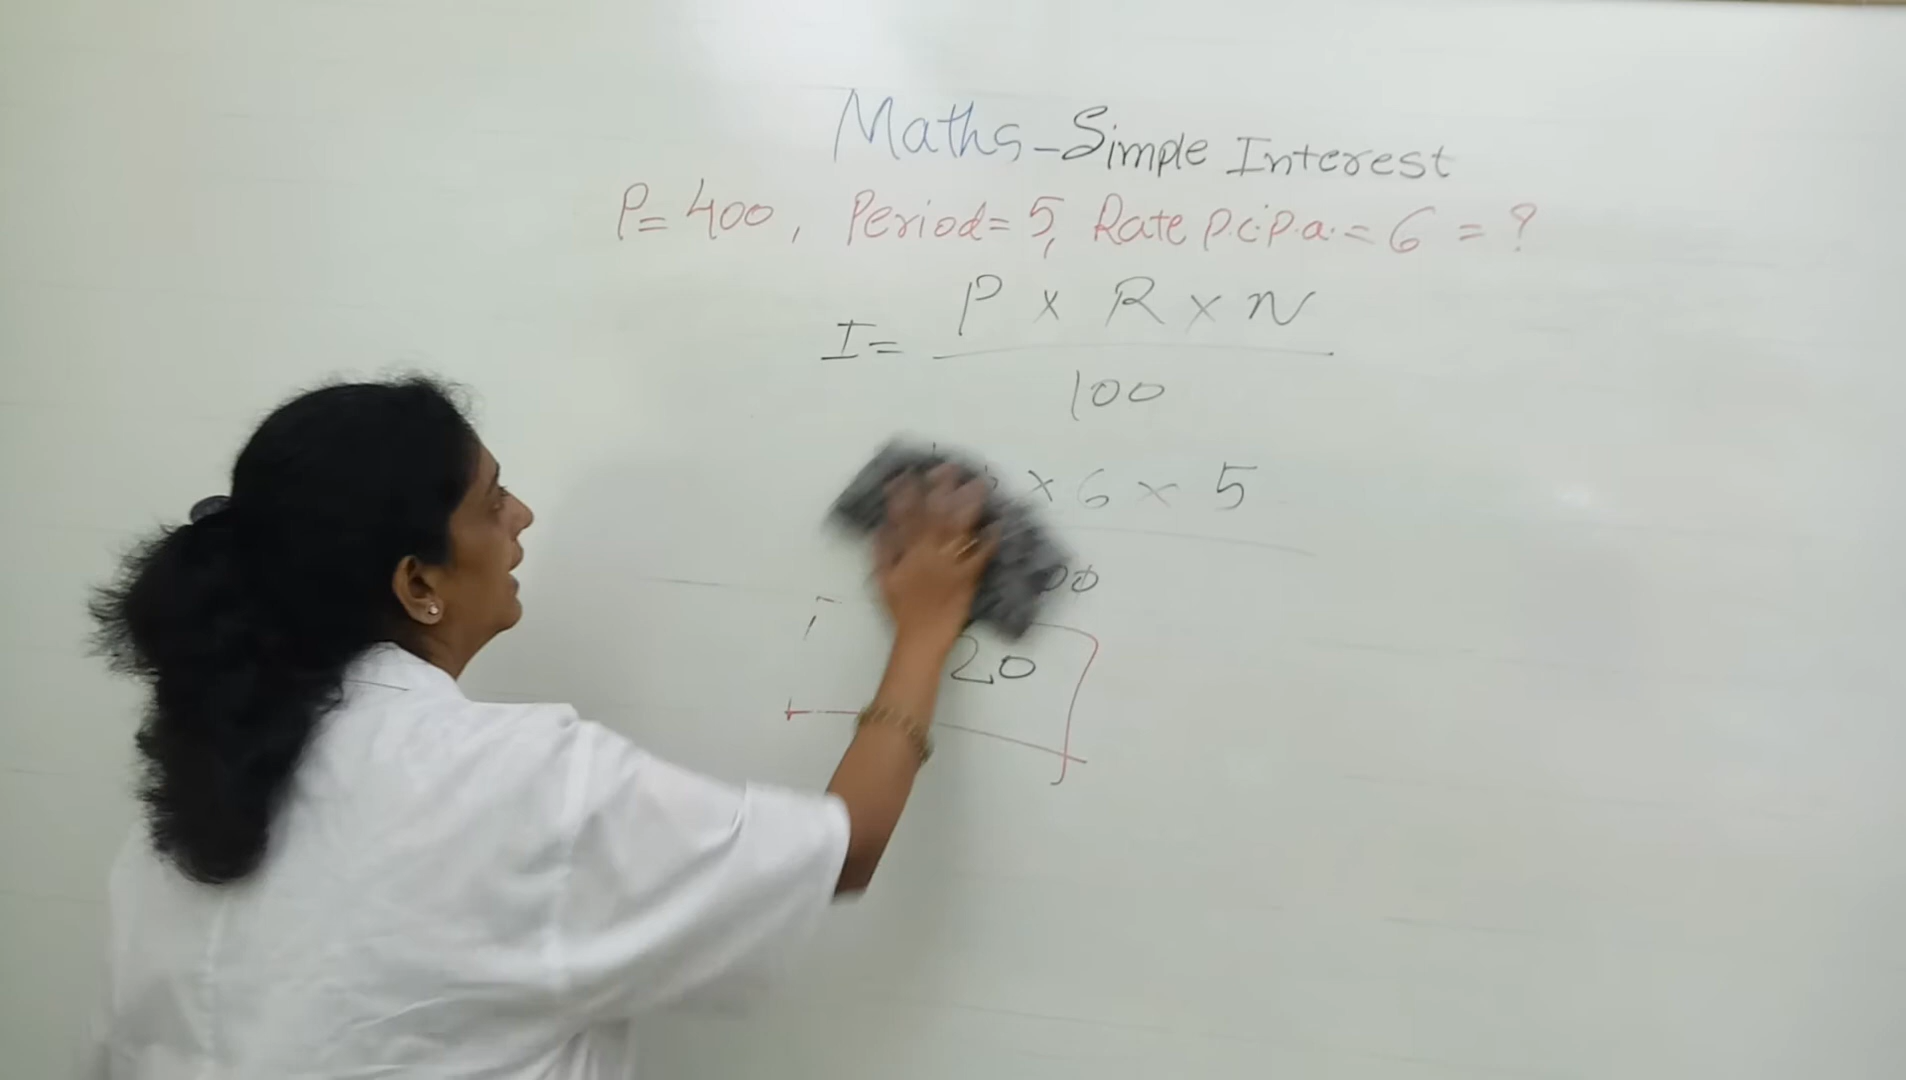 Maths - Simple Interest
P = 400, Period = 5, Rate p.c.p.a. = 6 = ?
I = P × R × N
100
× 6 × 5
00
20